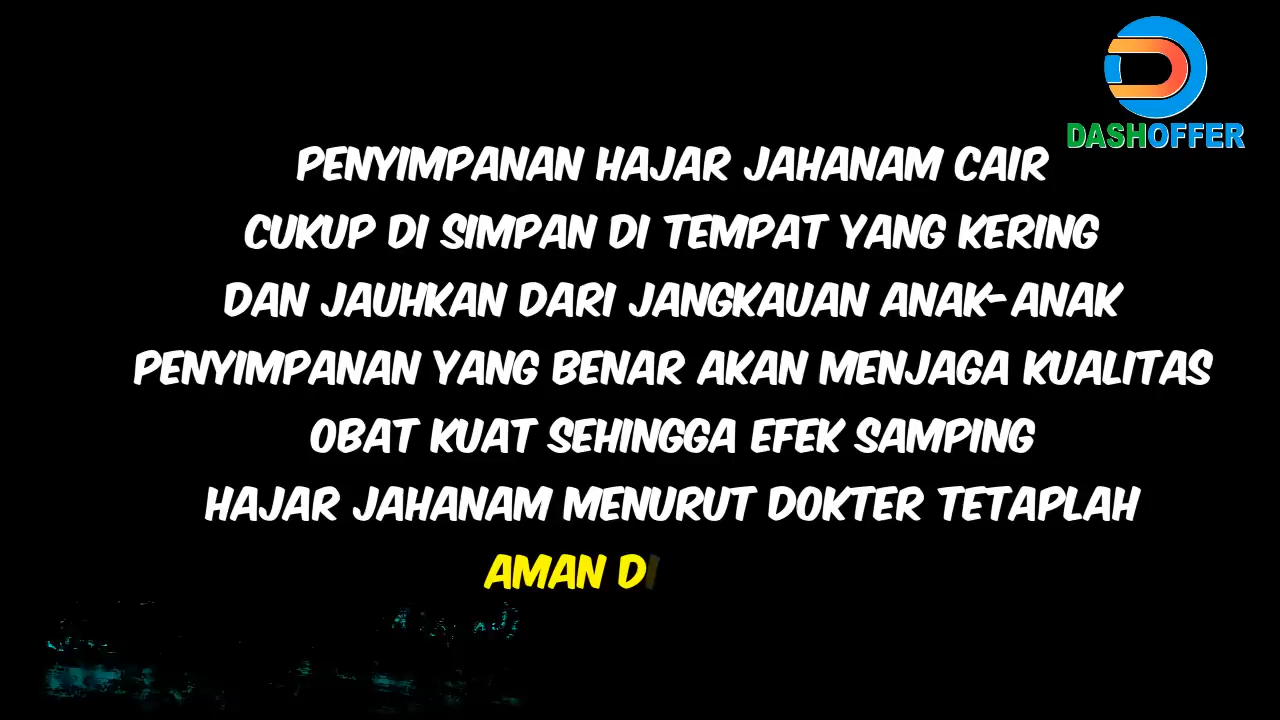 DASHOFFER
PENYIMPANAN HAJAR JAHANAM CAIR
CUKUP DI SIMPAN DI TEMPAT YANG KERING
DAN JAUHKAN DARI JANGKAUAN ANAK-ANAK
PENYIMPANAN YANG BENAR AKAN MENJAGA KUALITAS
OBAT KUAT SEHINGGA EFEK SAMPING
HAJAR JAHANAM MENURUT DOKTER TETAPLAH
AMAN DI